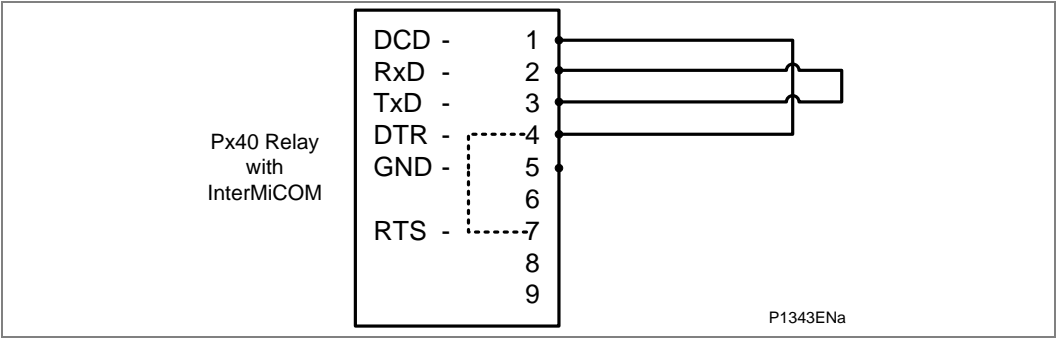 DCD - 1
RxD - 2
TxD - 3
DTR - 4
GND - 5
6
RTS - 7
8
9
Px40 Relay
with
InterMiCOM
P1343ENa